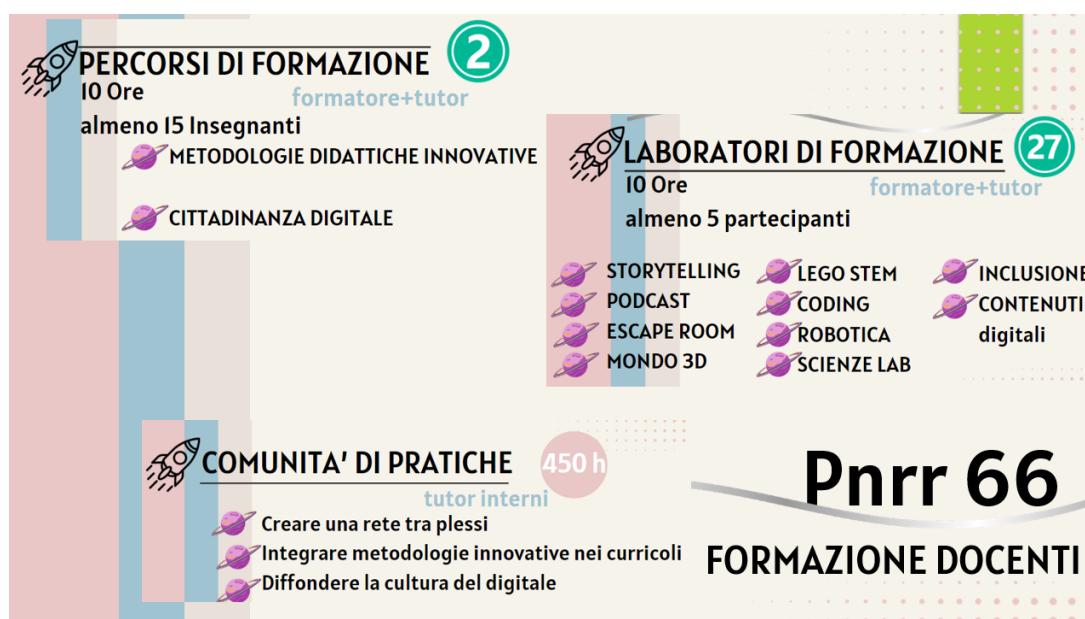 PERCORSI DI FORMAZIONE 2
10 Ore
formatore+tutor
almeno 15 Insegnanti
METODOLOGIE DIDATTICHE INNOVATIVE
CITTADINANZA DIGITALE
LABORATORI DI FORMAZIONE 27
10 Ore
formatore+tutor
almeno 5 partecipanti
STORYTELLING
PODCAST
ESCAPE ROOM
MONDO 3D
LEGO STEM
CODING
ROBOTICA
SCIENZE LAB
INCLUSIONE
CONTENUTI
digitali
COMUNITA' DI PRATICHE 450 h
tutor interni
Creare una rete tra plessi
Integrare metodologie innovative nei curricoli
Diffondere la cultura del digitale
Pnrr 66
FORMAZIONE DOCENTI